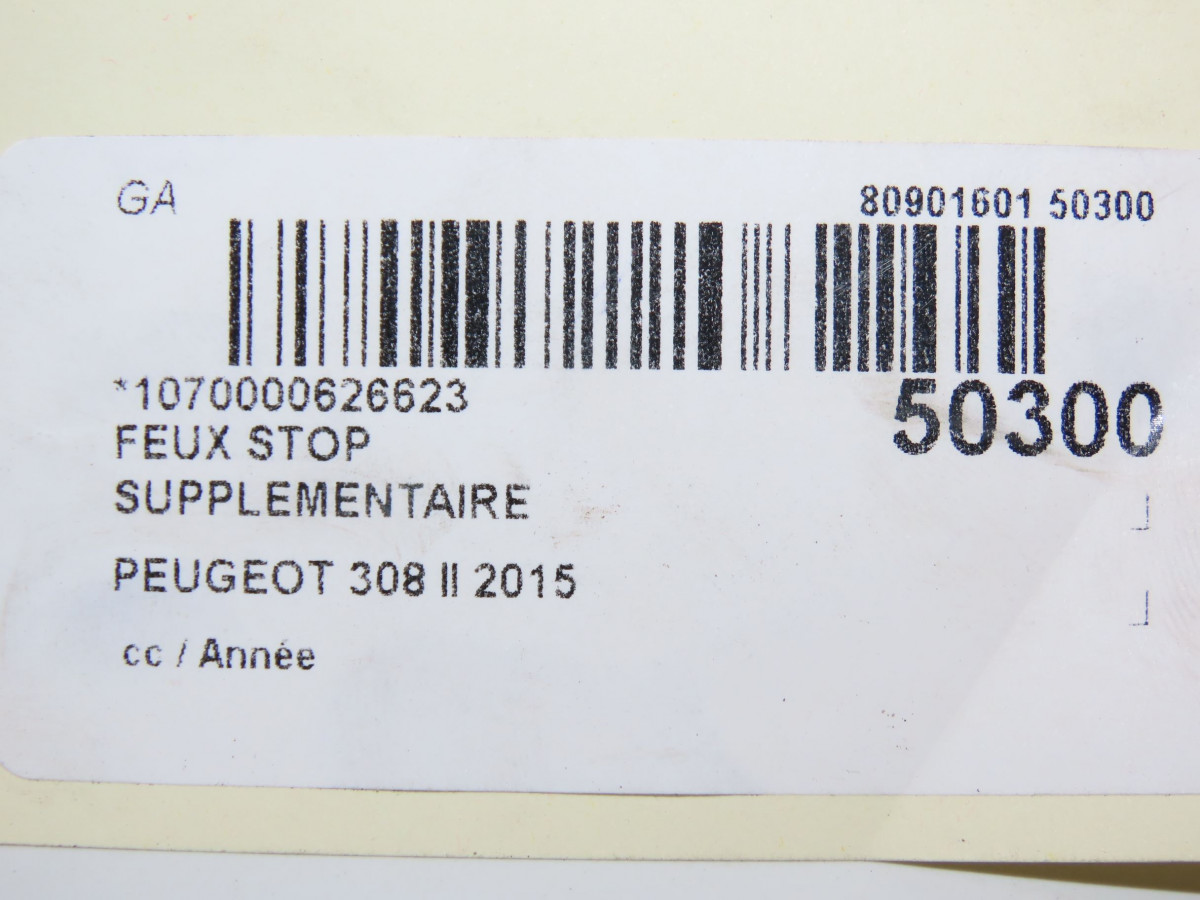 GA
80901601 50300
*1070000626623
50300
FEUX STOP
SUPPLEMENTAIRE
PEUGEOT 308 II 2015
cc / Année